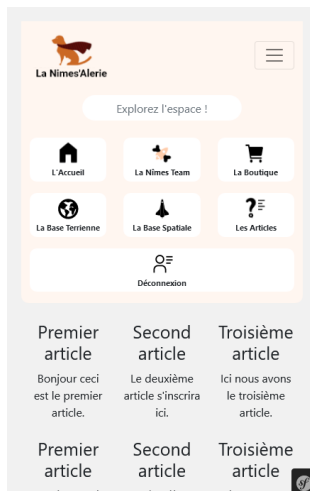 La Nimes'Alerie
Explorez l'espace !
L'Accueil
La Nîmes Team
La Boutique
La Base Terrienne
La Base Spatiale
Les Articles
Déconnexion
Premier article
Second article
Troisième article
Bonjour ceci est le premier article.
Le deuxième article s'inscrira ici.
Ici nous avons le troisième article.
Premier article
Second article
Troisième article